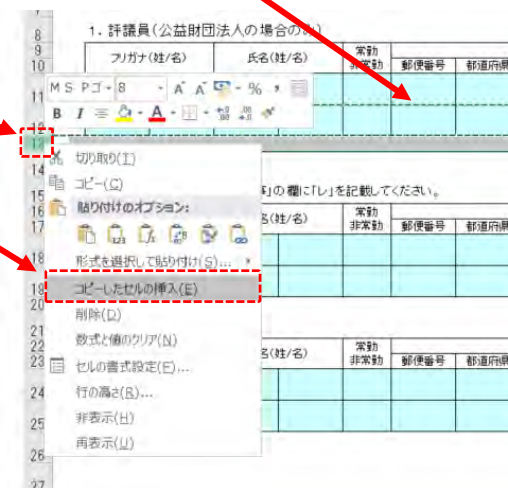 8
1. 評議員(公益財団法人の場合のみ)
9
フリガナ(姓/名) 氏名(姓/名) 常勤
10
非常勤 郵便番号 都道府県
ＭＳ Ｐゴ 8 A A % ,
11
B I A
12
13
切り取り(T)
14
コピー(C)
15
の欄に「レ」を記載してください。
16
貼り付けのオプション:
常勤
17
(姓/名) 非常勤 郵便番号 都道府県
18
形式を選択して貼り付け(S)...
19
コピーしたセルの挿入(E)
20
削除(D)
21
数式と値のクリア(N)
22
(姓/名) 常勤
23
非常勤 郵便番号 都道府県
セルの書式設定(F)...
24
行の高さ(R)...
25
非表示(H)
再表示(U)
26
27